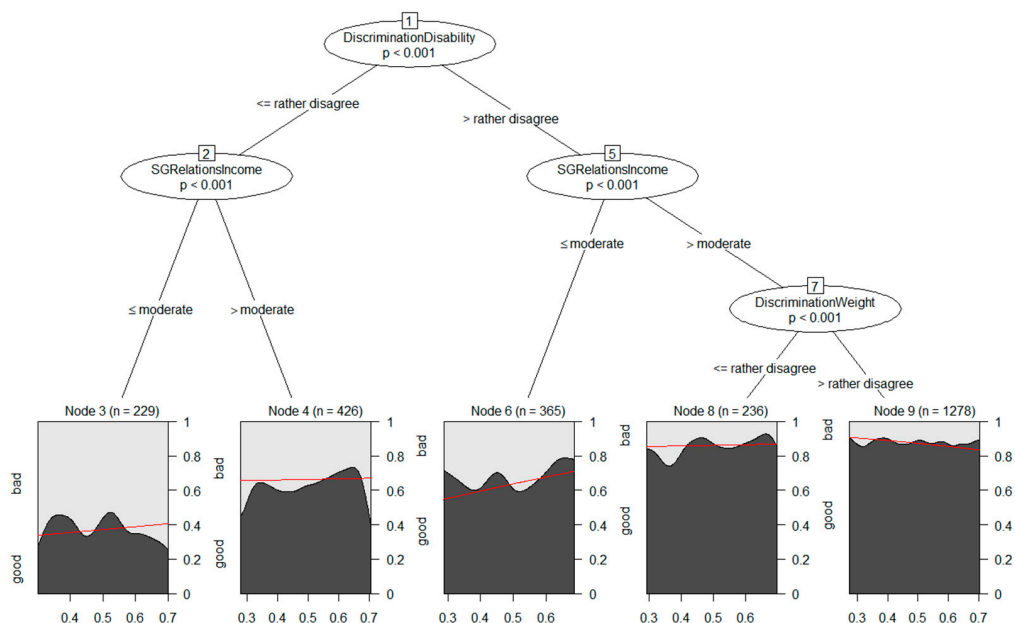 1
DiscriminationDisability
p < 0.001
<= rather disagree
> rather disagree
2
SGRelationsIncome
p < 0.001
5
SGRelationsIncome
p < 0.001
≤ moderate
> moderate
≤ moderate
> moderate
7
DiscriminationWeight
p < 0.001
<= rather disagree
> rather disagree
Node 3 (n = 229)
bad
good
1
0.8
0.6
0.4
0.2
0
0.4 0.5 0.6 0.7
Node 4 (n = 426)
bad
good
1
0.8
0.6
0.4
0.2
0
0.3 0.4 0.5 0.6 0.7
Node 6 (n = 365)
bad
good
1
0.8
0.6
0.4
0.2
0
0.3 0.4 0.5 0.6
Node 8 (n = 236)
bad
good
1
0.8
0.6
0.4
0.2
0
0.3 0.4 0.5 0.6
Node 9 (n = 1278)
bad
good
1
0.8
0.6
0.4
0.2
0
0.3 0.4 0.5 0.6 0.7